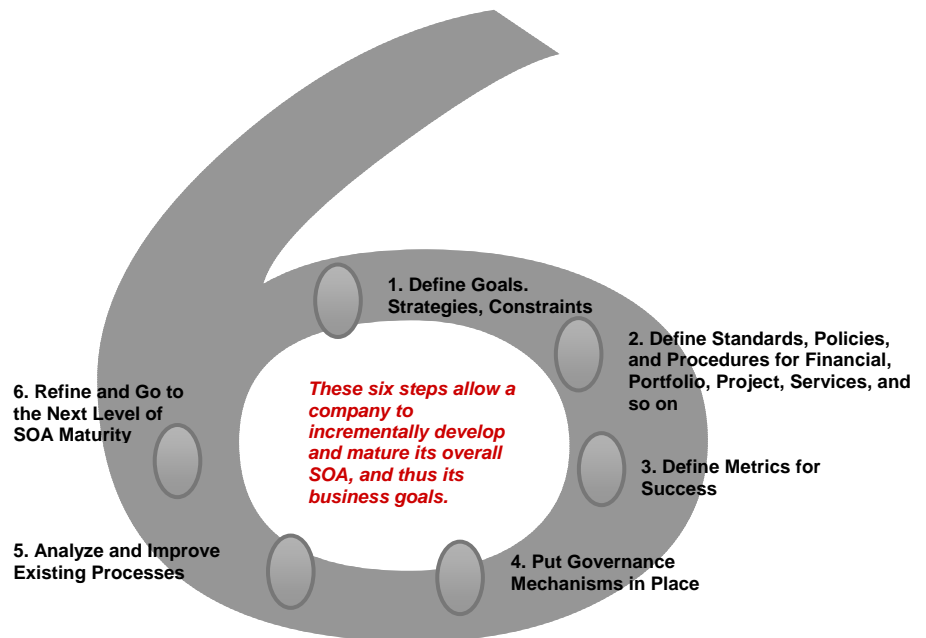 1. Define Goals.
Strategies, Constraints
2. Define Standards, Policies,
and Procedures for Financial,
Portfolio, Project, Services, and
so on
3. Define Metrics for
Success
4. Put Governance
Mechanisms in Place
5. Analyze and Improve
Existing Processes
6. Refine and Go to
the Next Level of
SOA Maturity
These six steps allow a
company to
incrementally develop
and mature its overall
SOA, and thus its
business goals.